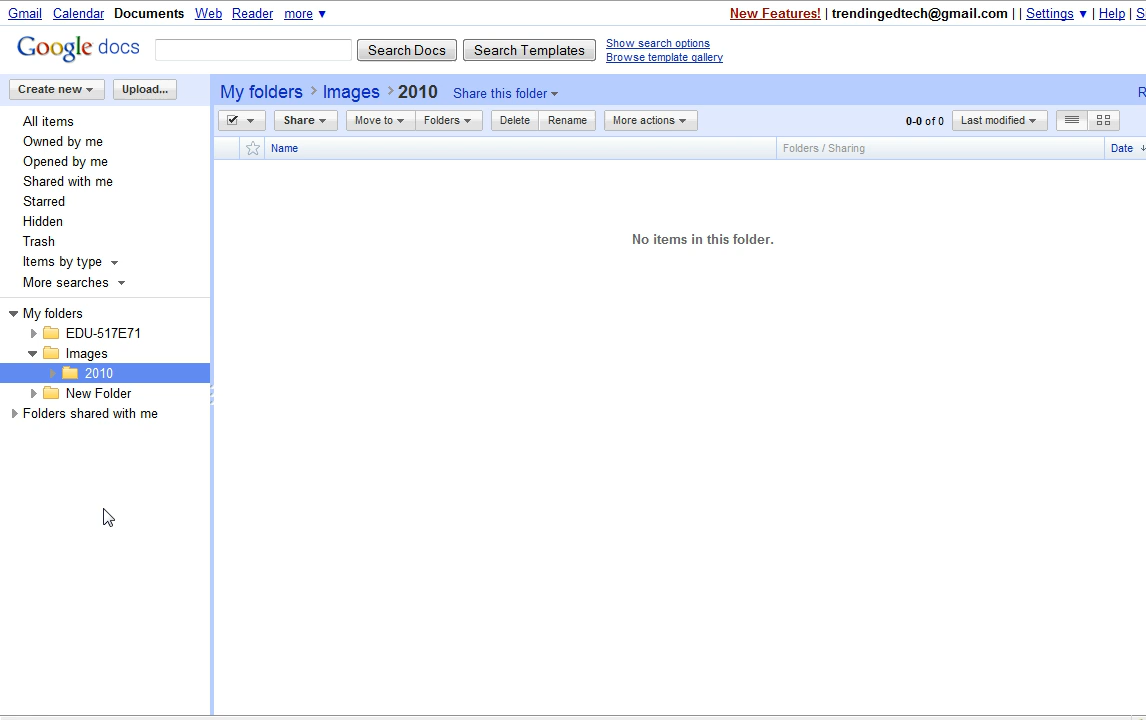 Gmail Calendar Documents Web Reader more ▼ New Features! | trendingedtech@gmail.com | | Settings ▼ | Help | S
Google docs Search Docs Search Templates Show search options
Browse template gallery
Create new Upload... My folders > Images > 2010 Share this folder R
Share Move to Folders Delete Rename More actions 0-0 of 0 Last modified
Name Folders / Sharing Date
All items
Owned by me
Opened by me
Shared with me
Starred
Hidden
Trash
Items by type
More searches
No items in this folder.
My folders
EDU-517E71
Images
2010
New Folder
Folders shared with me